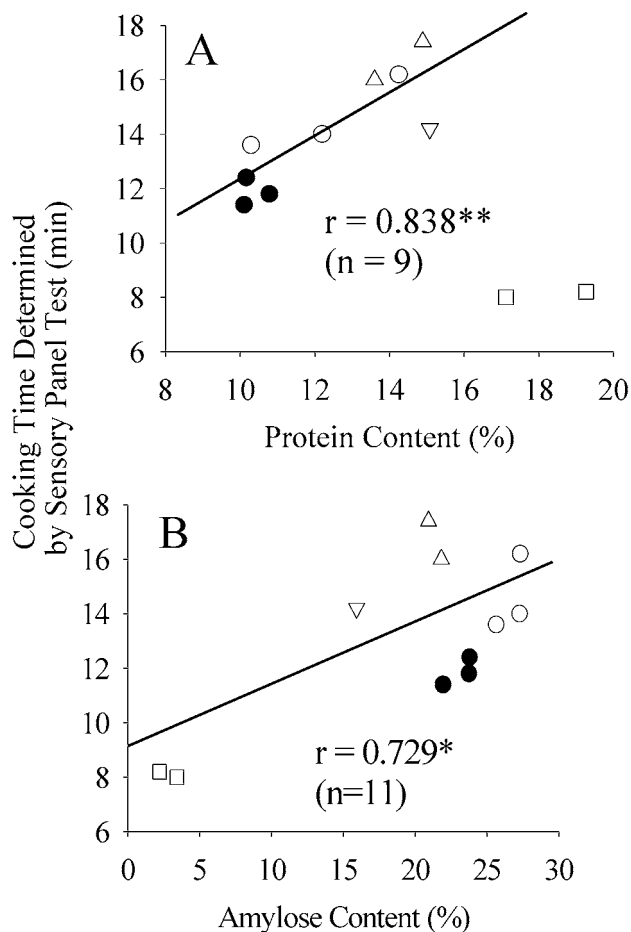 Cooking Time Determined
by Sensory Panel Test (min)
A
18
16
14
12
10
8
6
r = 0.838**
(n = 9)
8 10 12 14 16 18 20
Protein Content (%)
B
18
16
14
12
10
8
6
r = 0.729*
(n=11)
0 5 10 15 20 25 30
Amylose Content (%)